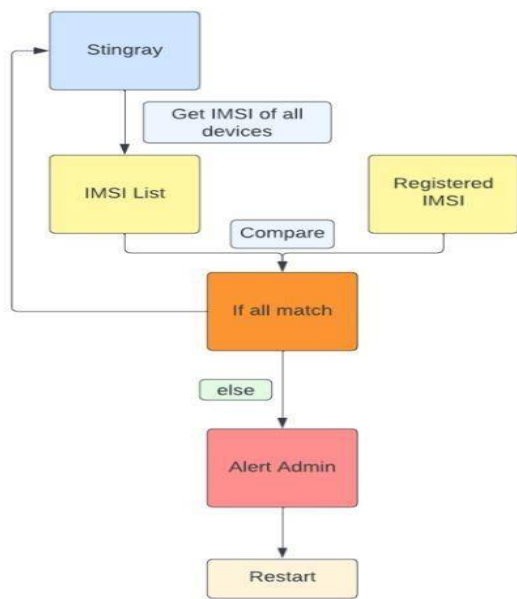 Stingray
Get IMSI of all
devices
IMSI List
Registered
IMSI
Compare
If all match
else
Alert Admin
Restart